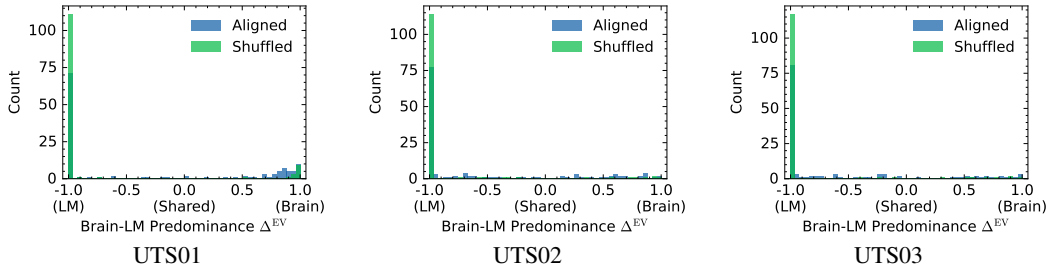 Aligned
Shuffled
Count
100
75
50
25
0
-1.0 -0.5 0.0 0.5 1.0
(LM) (Shared) (Brain)
Brain-LM Predominance Δ^EV
UTS01
Aligned
Shuffled
Count
150
125
100
75
50
25
0
-1.0 -0.5 0.0 0.5 1.0
(LM) (Shared) (Brain)
Brain-LM Predominance Δ^EV
UTS02
Aligned
Shuffled
Count
100
75
50
25
0
-1.0 -0.5 0.0 0.5 1.0
(LM) (Shared) (Brain)
Brain-LM Predominance Δ^EV
UTS03